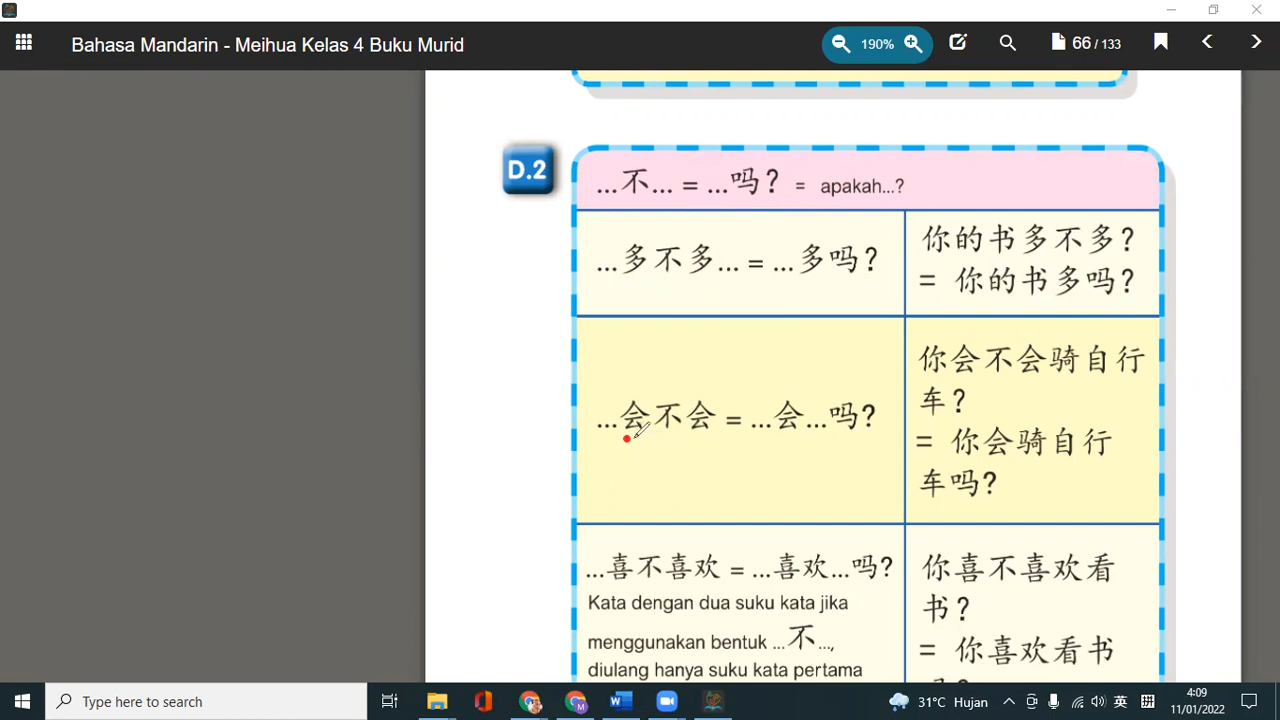 Bahasa Mandarin - Meihua Kelas 4 Buku Murid
190%
66 / 133
D.2
...不... = ...吗? = apakah...?
...多不多... = ...多吗?
你的书多不多?
= 你的书多吗?
...会不会 = ...会...吗?
你会不会骑自行
车?
= 你会骑自行
车吗?
...喜不喜欢 = ...喜欢...吗?
Kata dengan dua suku kata jika
menggunakan bentuk ...不...,
diulang hanya suku kata pertama
你喜不喜欢看
书?
= 你喜欢看书
Type here to search
31°C Hujan
英
4:09
11/01/2022